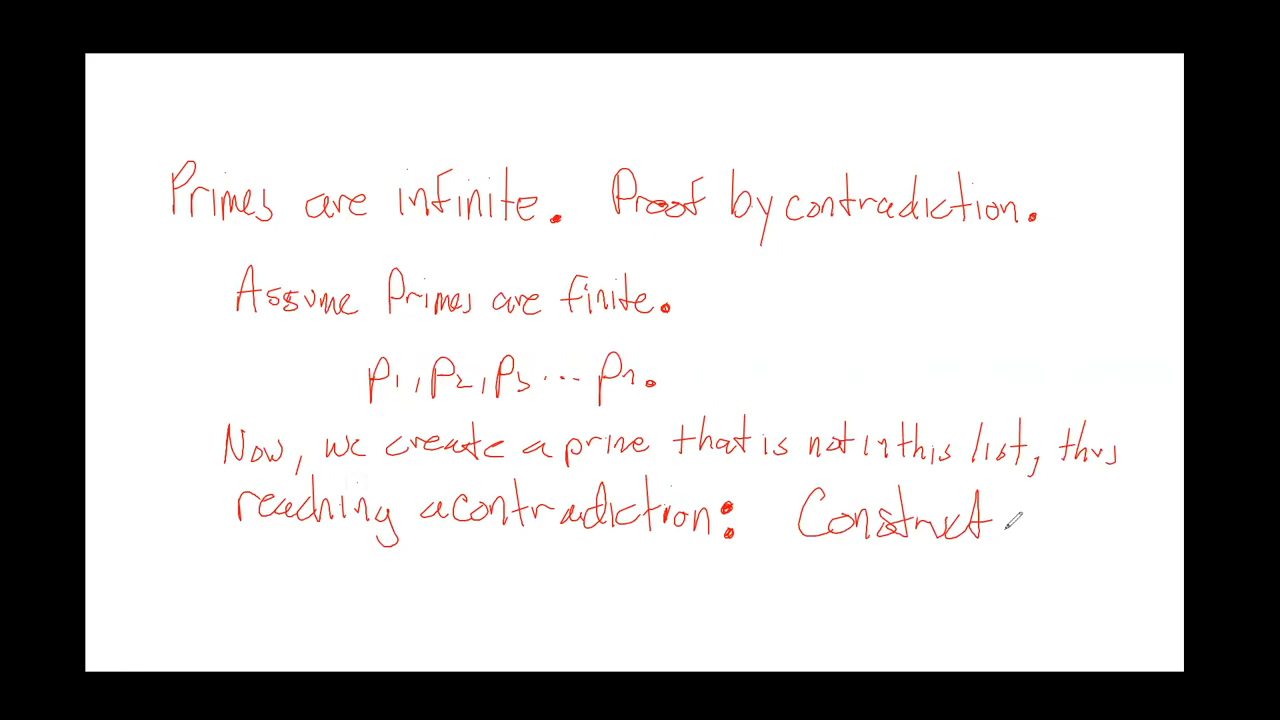 Primes are infinite. Proof by contradiction.
Assume Primes are finite.
p1, p2, p3 ... pn.
Now, we create a prime that is not in this list, thus
reaching a contradiction: Construct